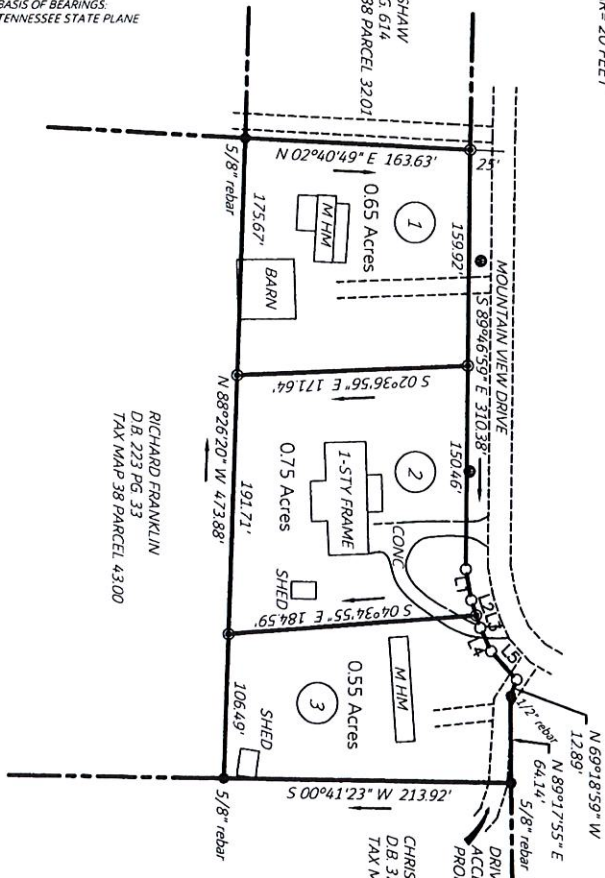 BASIS OF BEARINGS:
TENNESSEE STATE PLANE
R= 20 FEET
SHAW
G. 614
38 PARCEL 32.01
25'
MOUNTAIN VIEW DRIVE
S 89°46'59" E 310.38'
159.92'
150.46'
N 02°40'49" E 163.63'
1
0.65 Acres
M HM
BARN
5/8" rebar
175.67'
S 02°36'56" E 171.64'
2
1-STY FRAME
0.75 Acres
CONC
SHED
L1
L2
L3
L4
L5
S 04°34'55" E 184.59'
N 88°26'20" W 473.88'
191.71'
M HM
3
0.55 Acres
SHED
106.49'
5/8" rebar
S 00°41'23" W 213.92'
1/2" rebar
N 69°18'59" W
12.89'
N 89°17'55" E
64.14'
5/8" rebar
DRIV
ACCE
PRO
CHRIS
D.B. 3
TAX M
RICHARD FRANKLIN
D.B. 223 PG. 33
TAX MAP 38 PARCEL 43.00